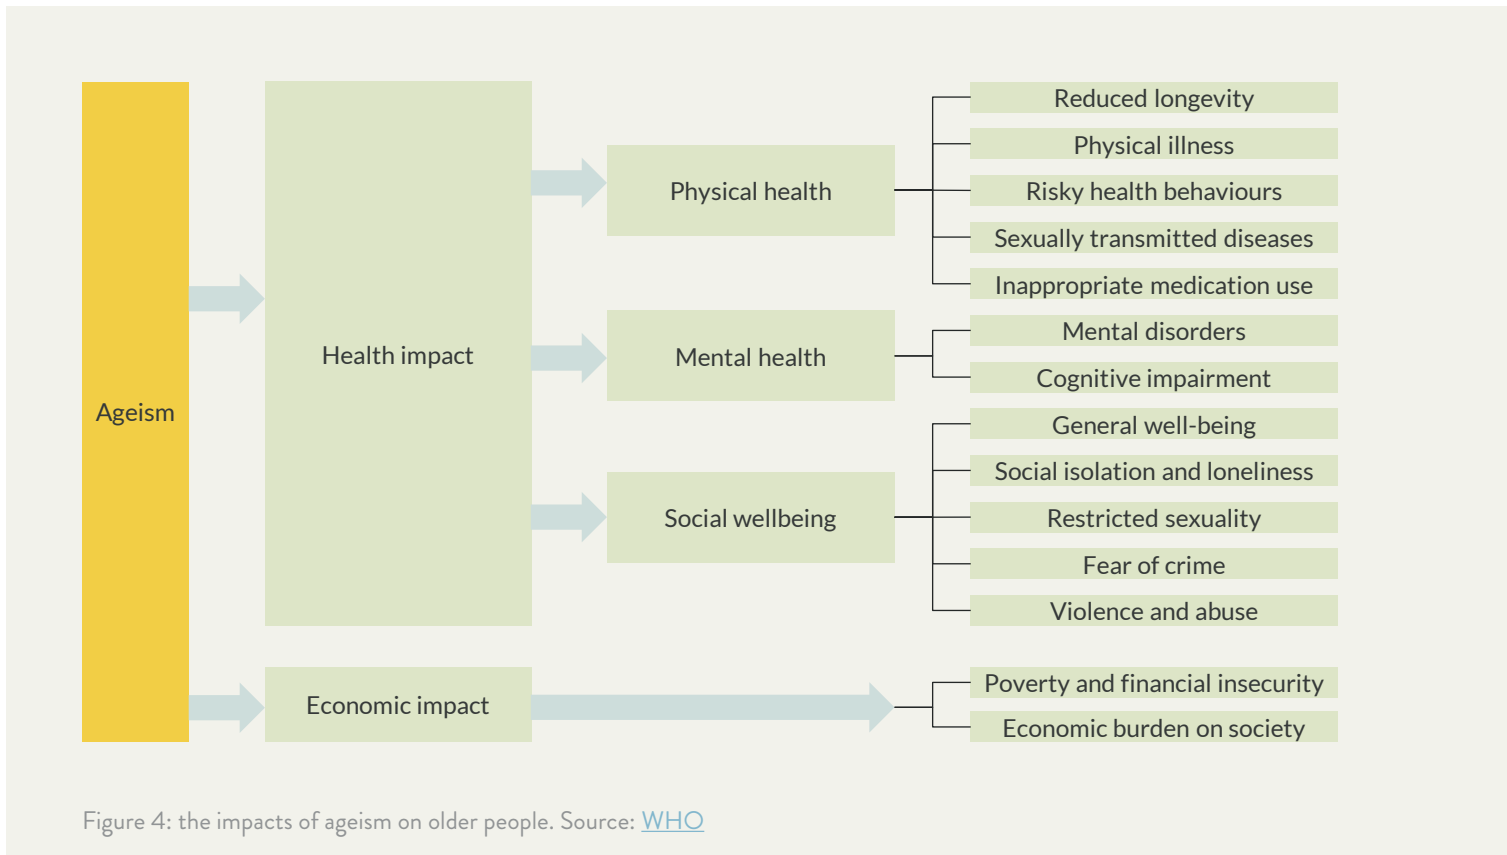 Ageism
Health impact
Physical health
Reduced longevity
Physical illness
Risky health behaviours
Sexually transmitted diseases
Inappropriate medication use
Mental health
Mental disorders
Cognitive impairment
Social wellbeing
General well-being
Social isolation and loneliness
Restricted sexuality
Fear of crime
Violence and abuse
Economic impact
Poverty and financial insecurity
Economic burden on society
Figure 4: the impacts of ageism on older people. Source: WHO